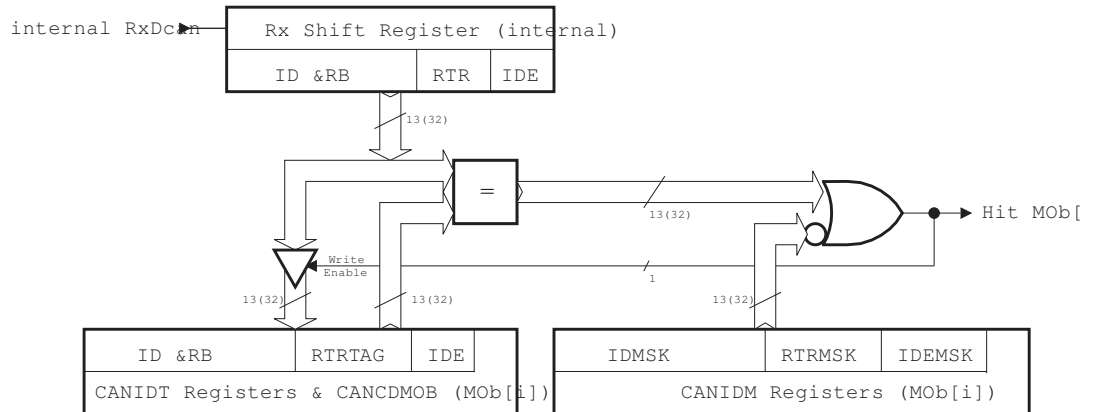 internal RxDcan
Rx Shift Register (internal)
ID &RB RTR IDE
13(32)
=
13(32)
Hit MOb[
Write
Enable
1
13(32) 13(32) 13(32)
ID &RB RTRTAG IDE
IDMSK RTRMSK IDEMSK
CANIDT Registers & CANCDMOB (MOb[i])
CANIDM Registers (MOb[i])